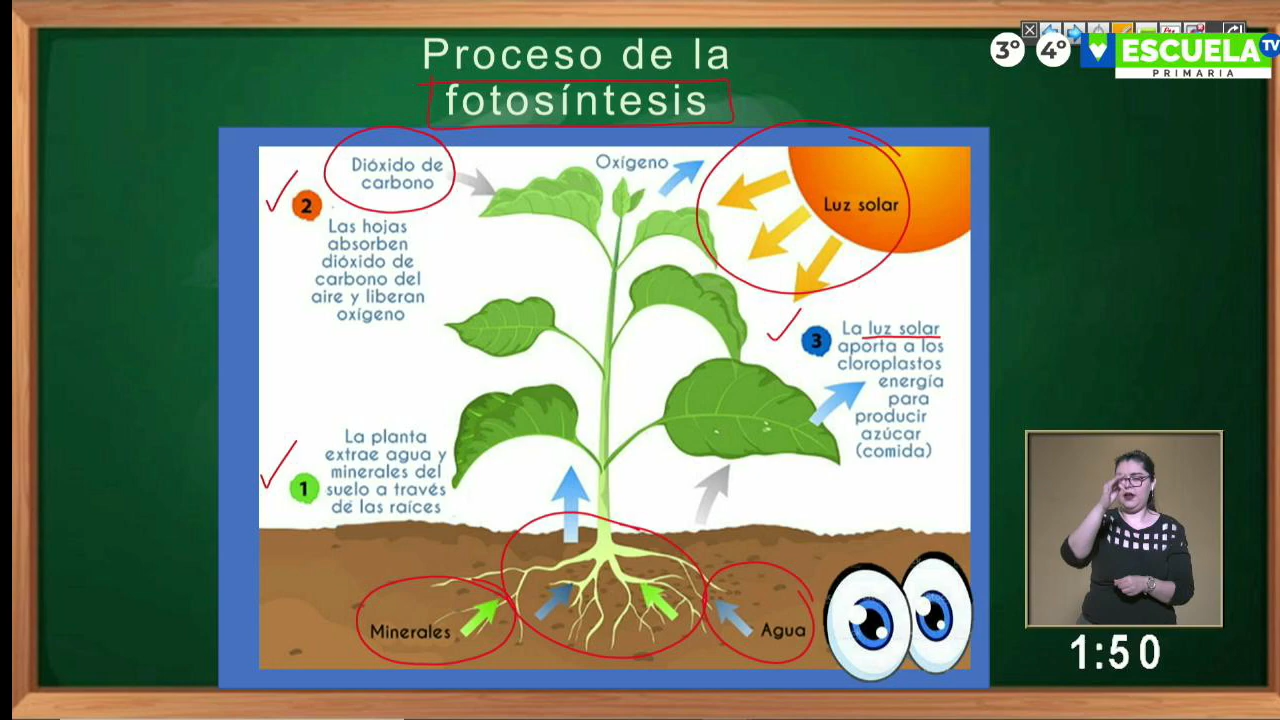 Proceso de la
fotosíntesis
3° 4° ESCUELA TV
PRIMARIA
Dióxido de
carbono
Oxígeno
Luz solar
2
Las hojas
absorben
dióxido de
carbono del
aire y liberan
oxígeno
3
La luz solar
aporta a los
cloroplastos
energía
para
producir
azúcar
(comida)
1
La planta
extrae agua y
minerales del
suelo a través
de las raíces
Minerales
Agua
1:50